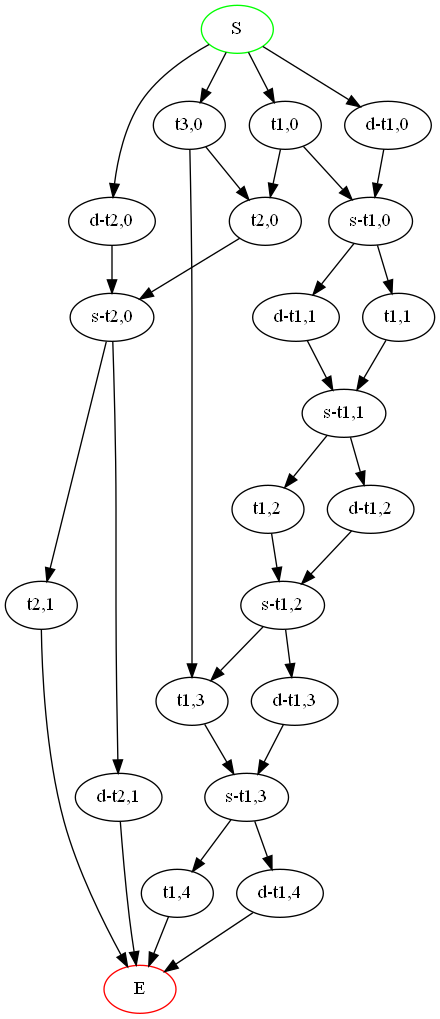 S
t3,0
t1,0
d-t1,0
d-t2,0
t2,0
s-t1,0
s-t2,0
d-t1,1
t1,1
s-t1,1
t1,2
d-t1,2
t2,1
s-t1,2
t1,3
d-t1,3
d-t2,1
s-t1,3
t1,4
d-t1,4
E